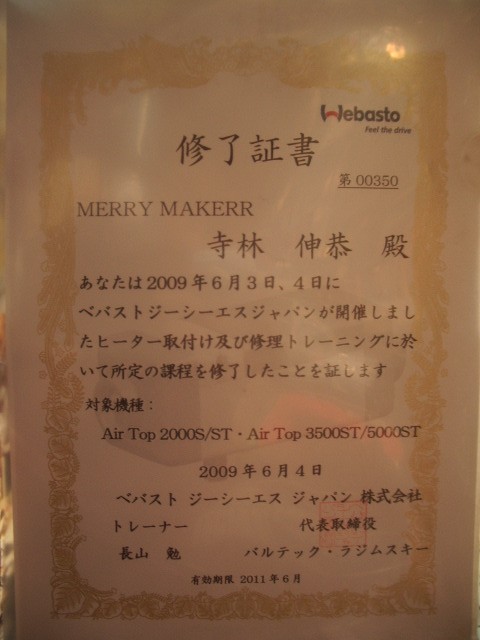 Webasto
Feel the drive
修了証書
第 00350
MERRY MAKERR
寺林 伸恭 殿
あなたは2009年6月3日、4日に
ベバストジーシーエスジャパンが開催しまし
たヒーター取付け及び修理トレーニングに於
いて所定の課程を修了したことを証します
対象機種：
Air Top 2000S/ST・Air Top 3500ST/5000ST
2009年6月4日
ベバスト ジーシーエス ジャパン 株式会社
トレーナー 代表取締役
長山 勉 バルテック・ラジムスキー
有効期限 2011年6月